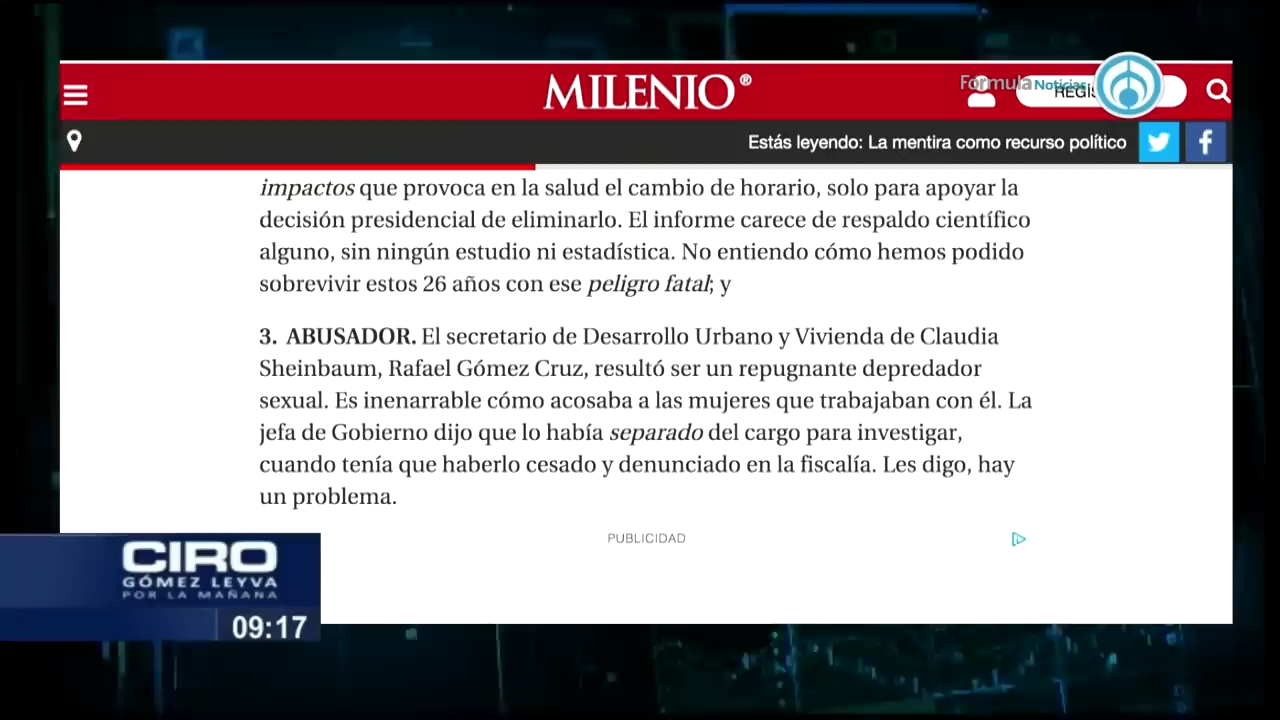 MILENIO®
Fórmula Noticias
REGÍS
Estás leyendo: La mentira como recurso político
impactos que provoca en la salud el cambio de horario, solo para apoyar la
decisión presidencial de eliminarlo. El informe carece de respaldo científico
alguno, sin ningún estudio ni estadística. No entiendo cómo hemos podido
sobrevivir estos 26 años con ese peligro fatal; y
3. ABUSADOR. El secretario de Desarrollo Urbano y Vivienda de Claudia
Sheinbaum, Rafael Gómez Cruz, resultó ser un repugnante depredador
sexual. Es inenarrable cómo acosaba a las mujeres que trabajaban con él. La
jefa de Gobierno dijo que lo había separado del cargo para investigar,
cuando tenía que haberlo cesado y denunciado en la fiscalía. Les digo, hay
un problema.
PUBLICIDAD
CIRO
GÓMEZ LEYVA
POR LA MAÑANA
09:17